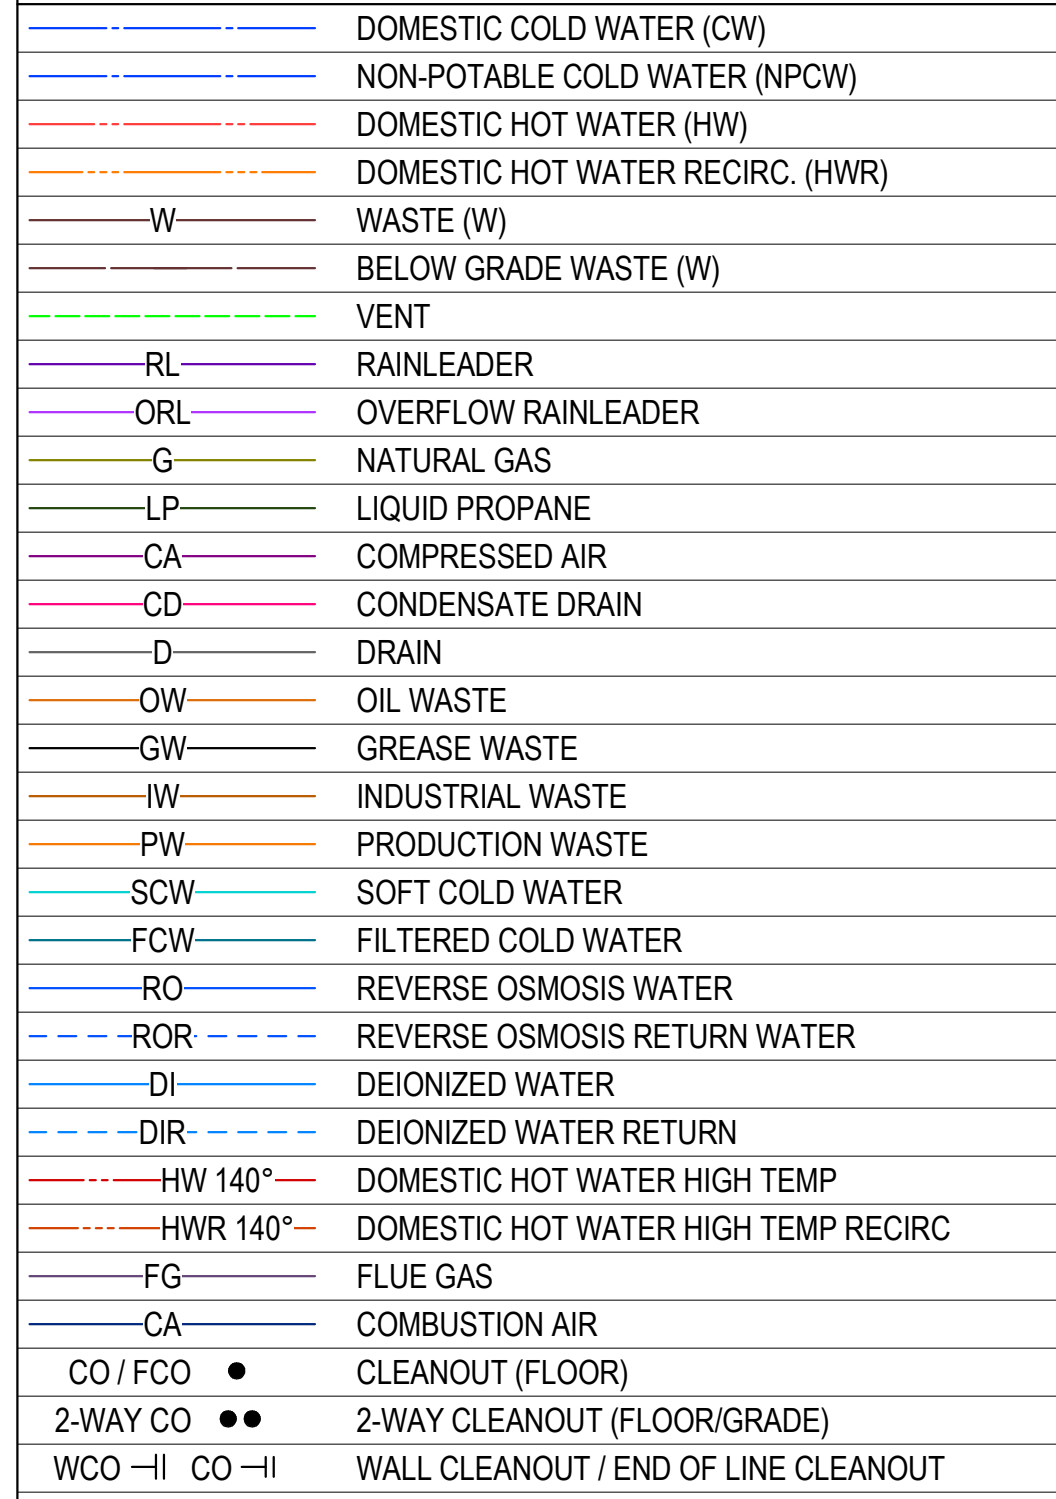 DOMESTIC COLD WATER (CW)
NON-POTABLE COLD WATER (NPCW)
DOMESTIC HOT WATER (HW)
DOMESTIC HOT WATER RECIRC. (HWR)
W WASTE (W)
BELOW GRADE WASTE (W)
VENT
RL RAINLEADER
ORL OVERFLOW RAINLEADER
G NATURAL GAS
LP LIQUID PROPANE
CA COMPRESSED AIR
CD CONDENSATE DRAIN
D DRAIN
OW OIL WASTE
GW GREASE WASTE
IW INDUSTRIAL WASTE
PW PRODUCTION WASTE
SCW SOFT COLD WATER
FCW FILTERED COLD WATER
RO REVERSE OSMOSIS WATER
ROR REVERSE OSMOSIS RETURN WATER
DI DEIONIZED WATER
DIR DEIONIZED WATER RETURN
HW 140° DOMESTIC HOT WATER HIGH TEMP
HWR 140° DOMESTIC HOT WATER HIGH TEMP RECIRC
FG FLUE GAS
CA COMBUSTION AIR
CO / FCO CLEANOUT (FLOOR)
2-WAY CO 2-WAY CLEANOUT (FLOOR/GRADE)
WCO CO WALL CLEANOUT / END OF LINE CLEANOUT